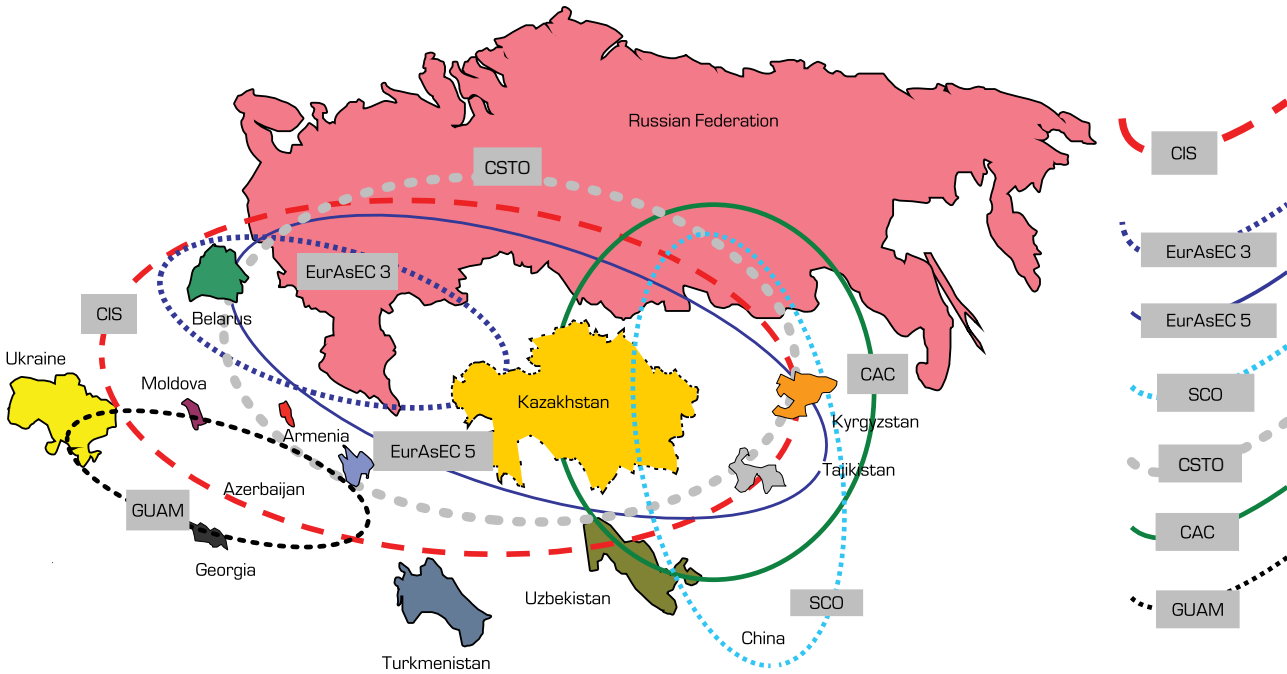 Russian Federation
CSTO
CIS
EurAsEC 3
EurAsEC 3
CIS
Belarus
EurAsEC 5
Ukraine
Moldova
CAC
SCO
Kazakhstan
Kyrgyzstan
Armenia
EurAsEC 5
Tajikistan
CSTO
Azerbaijan
GUAM
CAC
Georgia
Uzbekistan
SCO
GUAM
China
Turkmenistan